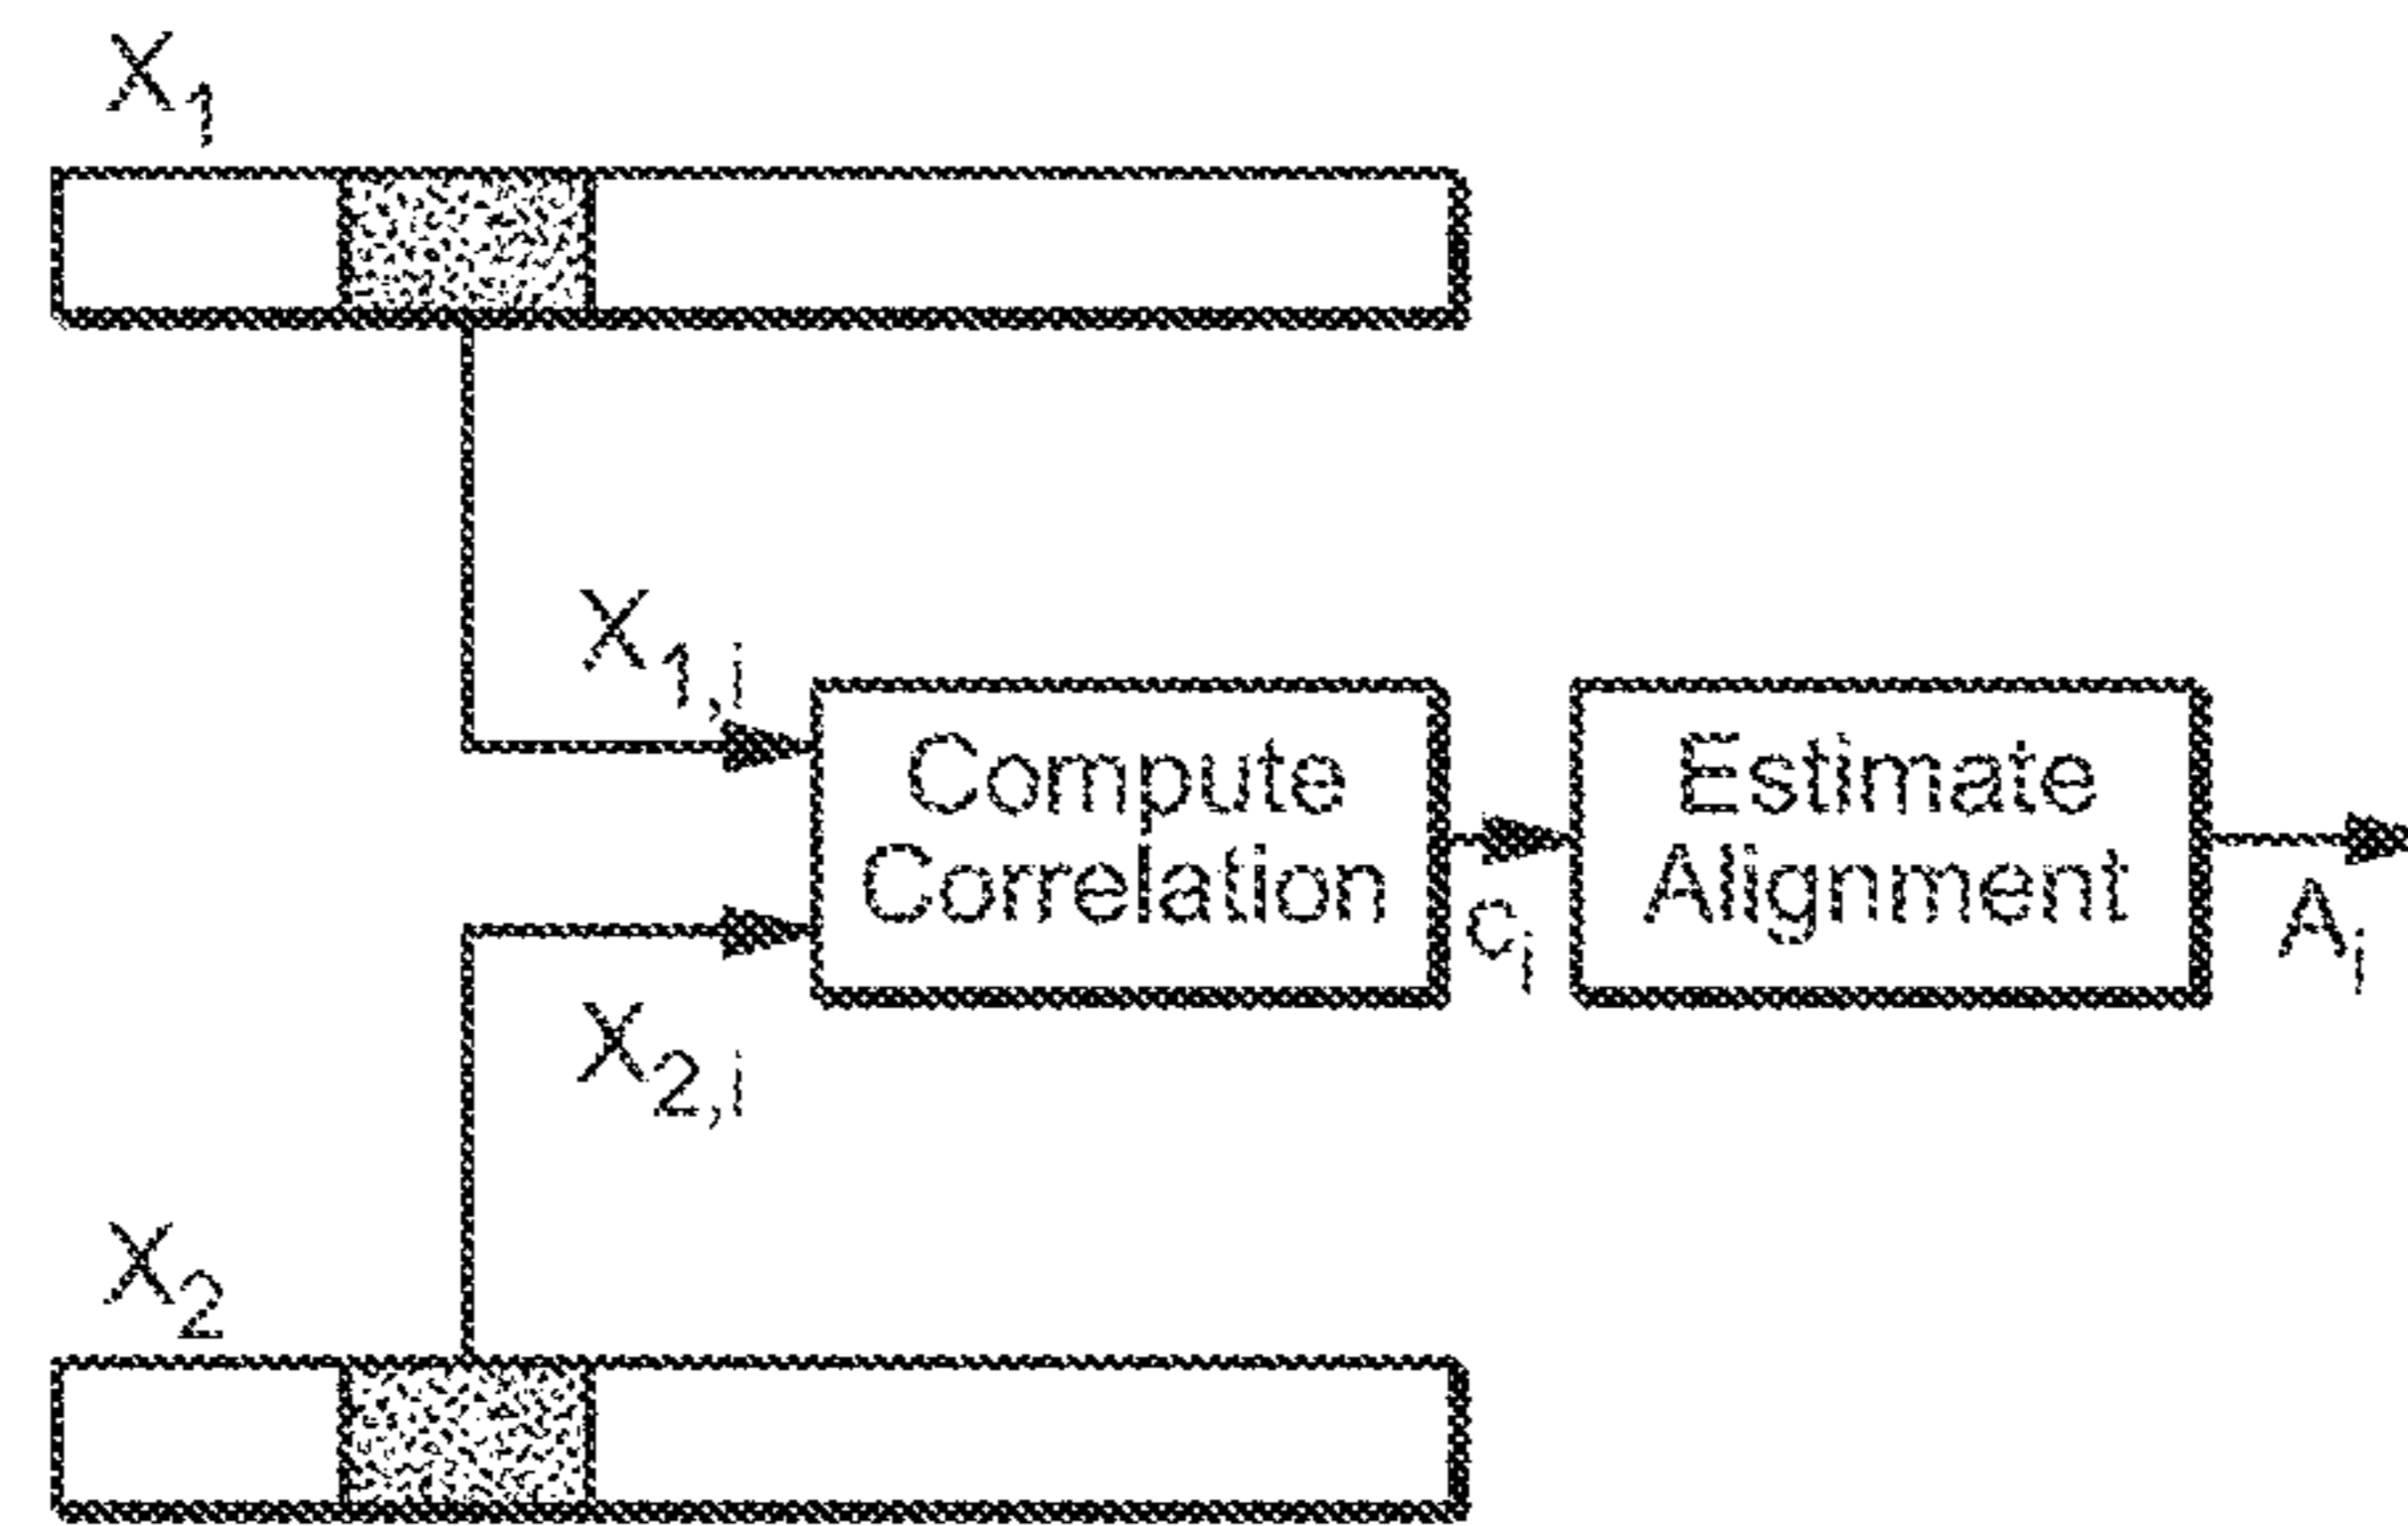 X1
X1,i
Compute
Correlation
Estimate
Alignment
ci
Ai
X2,i
X2